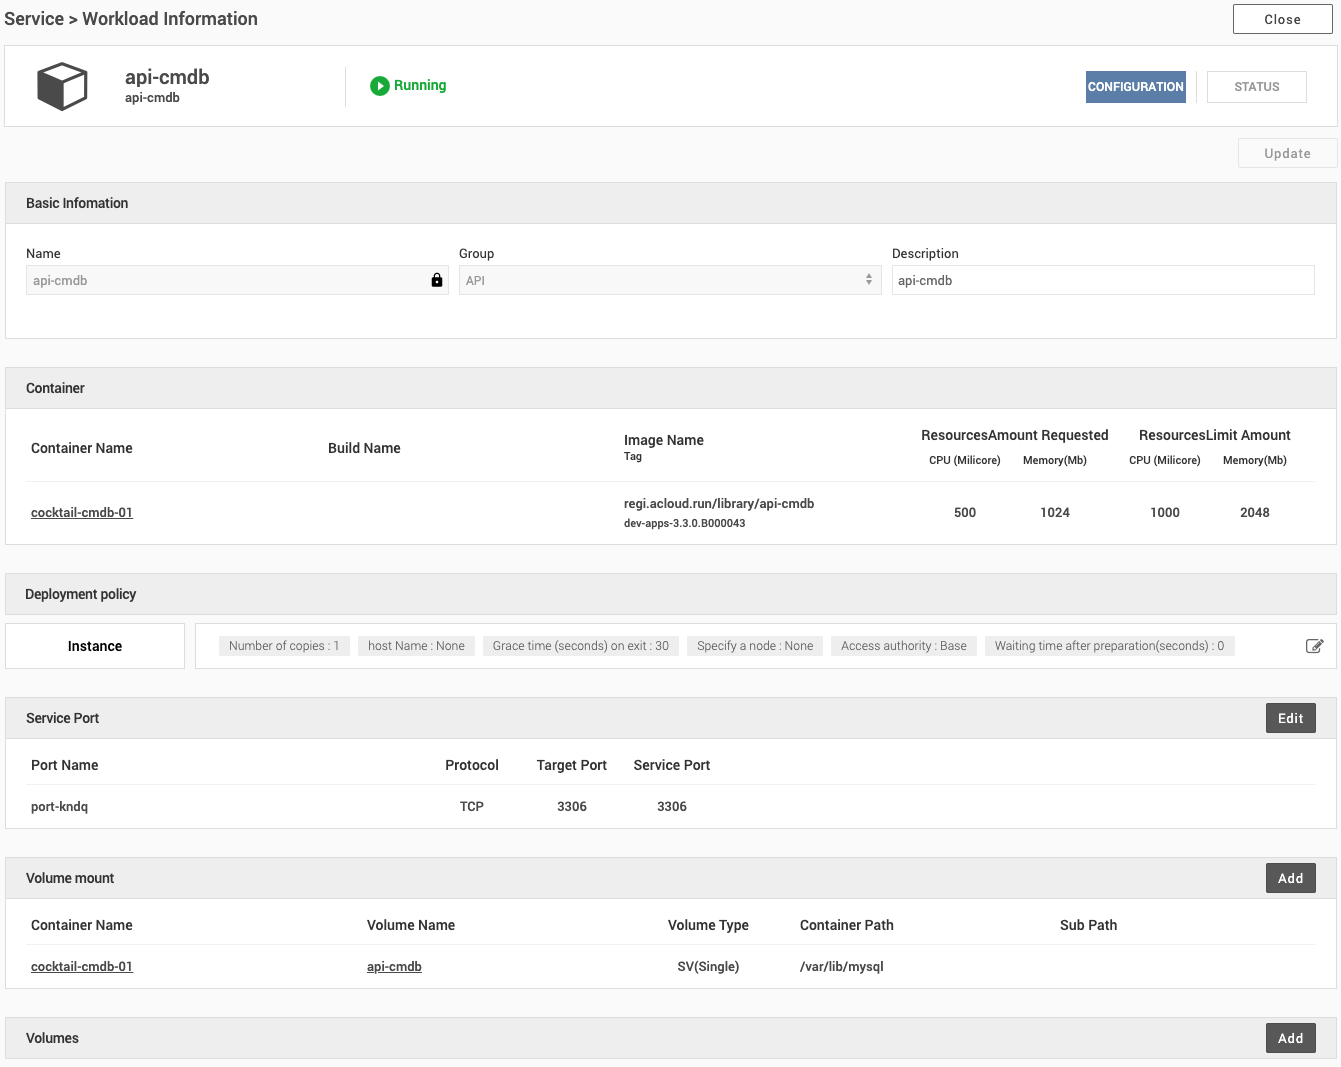 Service > Workload Information
Close
api-cmdb
api-cmdb
Running
CONFIGURATION
STATUS
Update
Basic Infomation
Name
Group
Description
api-cmdb
API
api-cmdb
Container
Container Name
Build Name
Image Name
Tag
ResourcesAmount Requested
ResourcesLimit Amount
CPU (Milicore)
Memory(Mb)
CPU (Milicore)
Memory(Mb)
cocktail-cmdb-01
regi.acloud.run/library/api-cmdb
dev-apps-3.3.0.B000043
500
1024
1000
2048
Deployment policy
Instance
Number of copies : 1
host Name : None
Grace time (seconds) on exit : 30
Specify a node : None
Access authority : Base
Waiting time after preparation(seconds) : 0
Service Port
Edit
Port Name
Protocol
Target Port
Service Port
port-kndq
TCP
3306
3306
Volume mount
Add
Container Name
Volume Name
Volume Type
Container Path
Sub Path
cocktail-cmdb-01
api-cmdb
SV(Single)
/var/lib/mysql
Volumes
Add